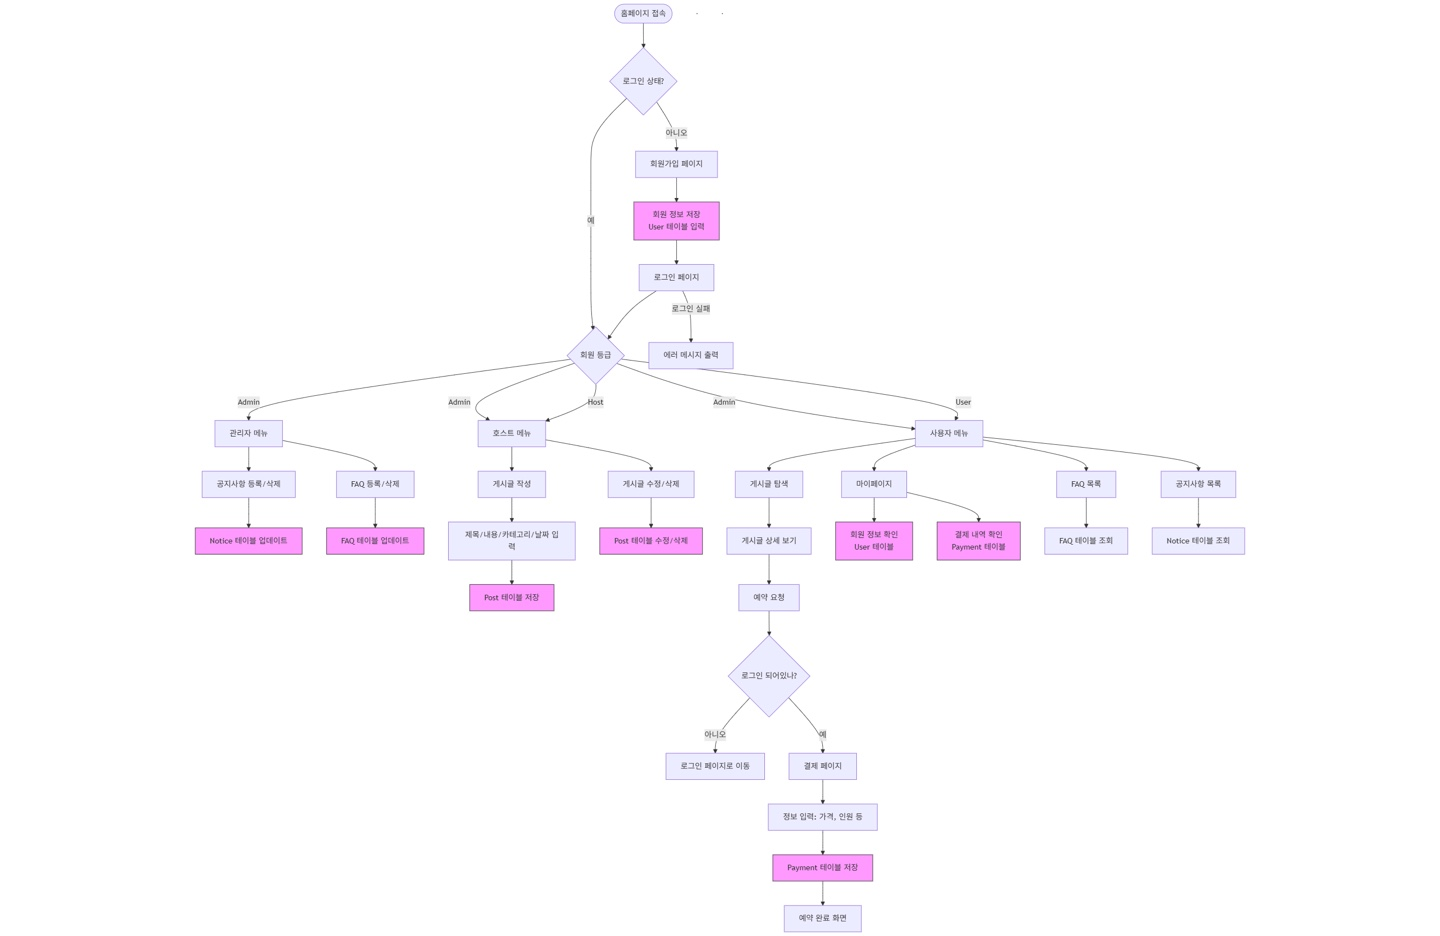 홈페이지 접속
로그인 상태?
아니오
회원가입 페이지
예
회원 정보 저장
User 테이블 입력
로그인 페이지
로그인 실패
회원 등급
에러 메시지 출력
Admin
Admin
Host
Admin
User
관리자 메뉴
호스트 메뉴
사용자 메뉴
공지사항 등록/삭제
FAQ 등록/삭제
게시글 작성
게시글 수정/삭제
게시글 탐색
마이페이지
FAQ 목록
공지사항 목록
Notice 테이블 업데이트
FAQ 테이블 업데이트
제목/내용/카테고리/날짜 입
력
Post 테이블 수정/삭제
게시글 상세 보기
회원 정보 확인
User 테이블
결제 내역 확인
Payment 테이블
FAQ 테이블 조회
Notice 테이블 조회
Post 테이블 저장
예약 요청
로그인 되어있나?
아니오
예
로그인 페이지로 이동
결제 페이지
정보 입력: 가격, 인원 등
Payment 테이블 저장
예약 완료 화면